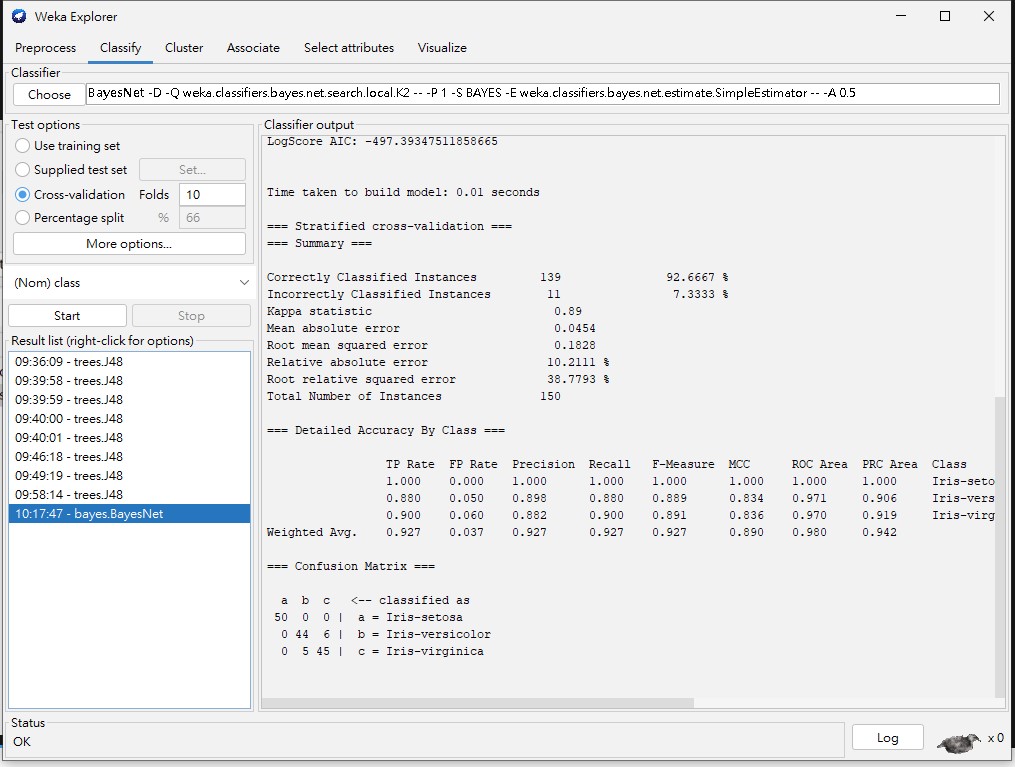 Weka Explorer
Preprocess Classify Cluster Associate Select attributes Visualize
Classifier
Choose BayesNet -D -Q weka.classifiers.bayes.net.search.local.K2 -- -P 1 -S BAYES -E weka.classifiers.bayes.net.estimate.SimpleEstimator -- -A 0.5
Test options
Use training set
Supplied test set Set...
Cross-validation Folds 10
Percentage split % 66
More options...
(Nom) class
Start Stop
Result list (right-click for options)
09:36:09 - trees.J48
09:39:58 - trees.J48
09:39:59 - trees.J48
09:40:00 - trees.J48
09:40:01 - trees.J48
09:46:18 - trees.J48
09:49:19 - trees.J48
09:58:14 - trees.J48
10:17:47 - bayes.BayesNet
Classifier output
LogScore AIC: -497.39347511858665
Time taken to build model: 0.01 seconds
=== Stratified cross-validation ===
=== Summary ===
Correctly Classified Instances 139 92.6667 %
Incorrectly Classified Instances 11 7.3333 %
Kappa statistic 0.89
Mean absolute error 0.0454
Root mean squared error 0.1828
Relative absolute error 10.2111 %
Root relative squared error 38.7793 %
Total Number of Instances 150
=== Detailed Accuracy By Class ===
TP Rate FP Rate Precision Recall F-Measure MCC ROC Area PRC Area Class
1.000 0.000 1.000 1.000 1.000 1.000 1.000 1.000 Iris-seto
0.880 0.050 0.898 0.880 0.889 0.834 0.971 0.906 Iris-vers
0.900 0.060 0.882 0.900 0.891 0.836 0.970 0.919 Iris-virg
Weighted Avg. 0.927 0.037 0.927 0.927 0.927 0.890 0.980 0.942
=== Confusion Matrix ===
a b c <-- classified as
50 0 0 | a = Iris-setosa
0 44 6 | b = Iris-versicolor
0 5 45 | c = Iris-virginica
Status
OK
Log x 0